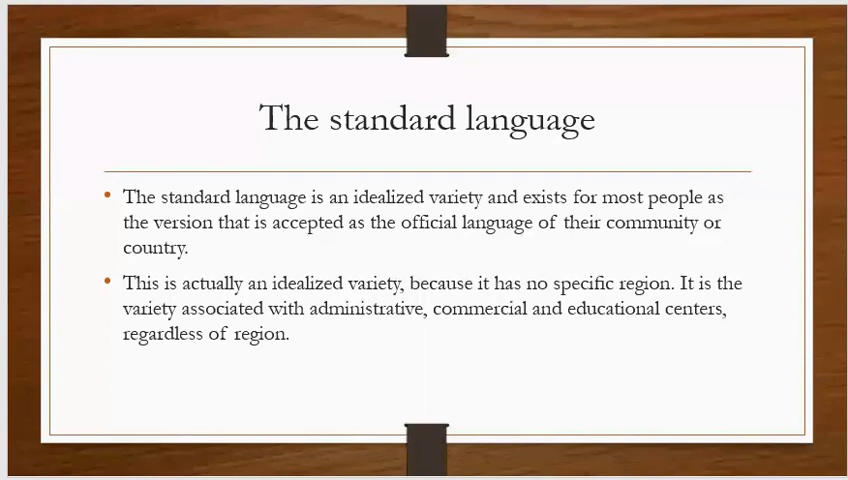 The standard language
• The standard language is an idealized variety and exists for most people as
the version that is accepted as the official language of their community or
country.
• This is actually an idealized variety, because it has no specific region. It is the
variety associated with administrative, commercial and educational centers,
regardless of region.